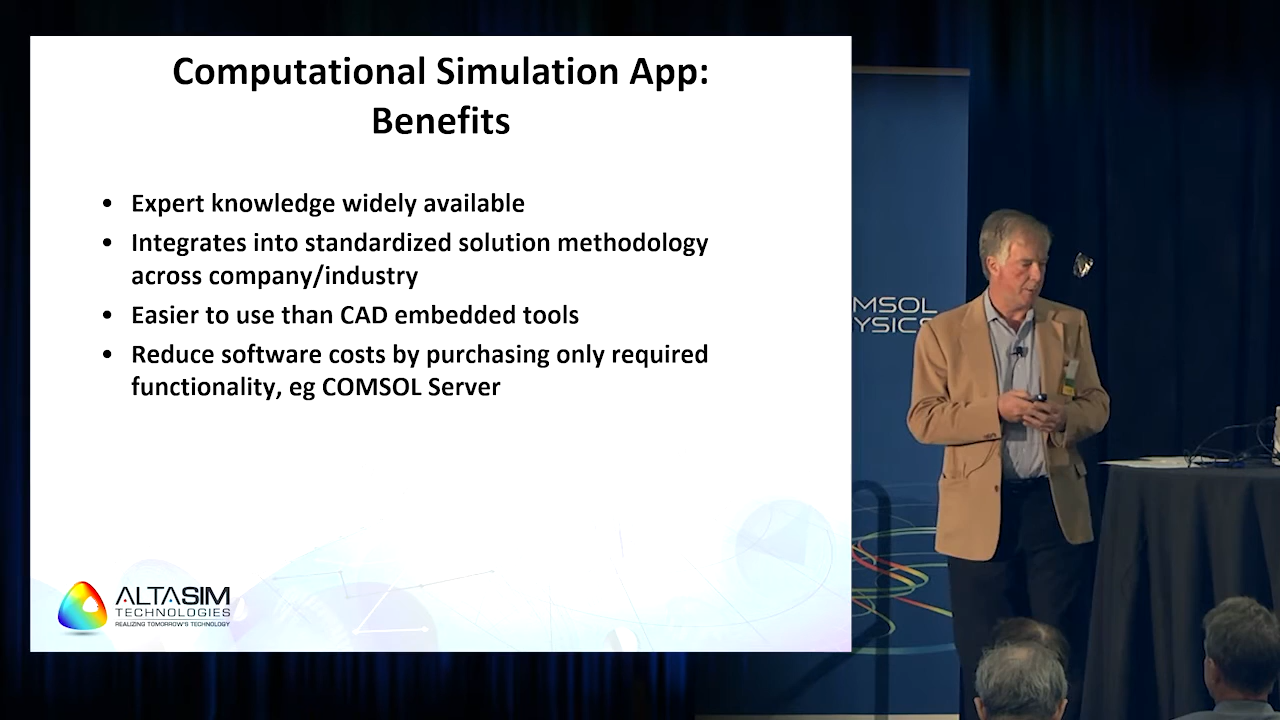 Computational Simulation App:
Benefits
• Expert knowledge widely available
• Integrates into standardized solution methodology
across company/industry
• Easier to use than CAD embedded tools
• Reduce software costs by purchasing only required
functionality, eg COMSOL Server
ALTASIM
TECHNOLOGIES
REALIZING TOMORROW'S TECHNOLOGY
MSOL
YSICS